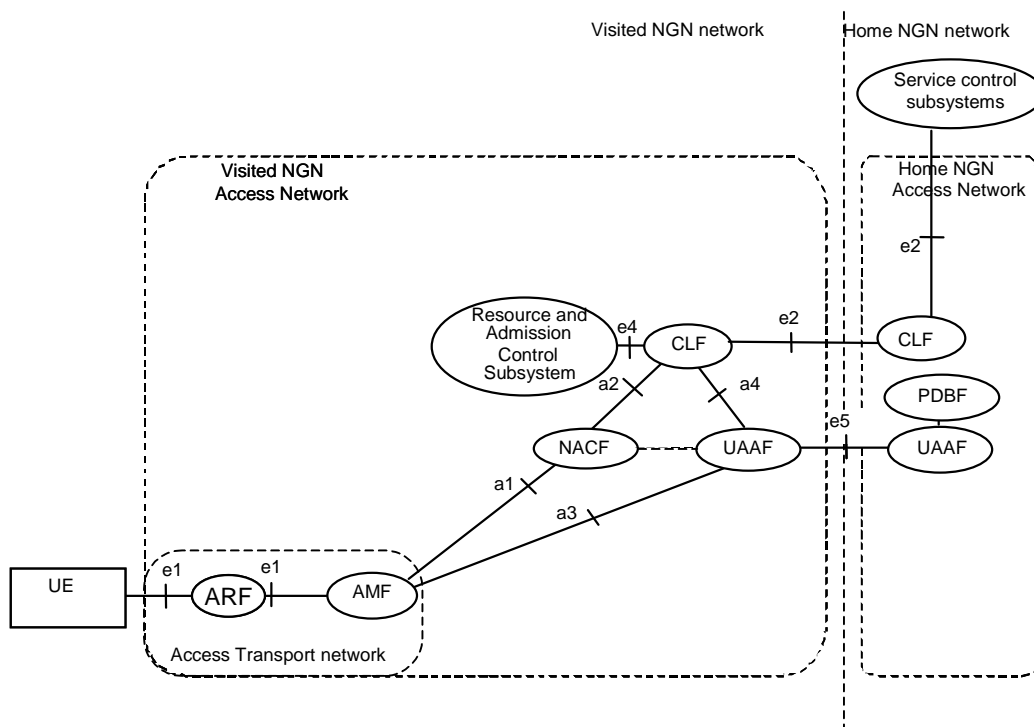 Visited NGN network
Home NGN network
Service control
subsystems
Visited NGN
Access Network
Home NGN
Access Network
e2
Resource and
Admission
Control
Subsystem
e4
CLF
e2
CLF
a2
a4
PDBF
e5
NACF
UAAF
UAAF
a1
a3
UE
e1
ARF
e1
AMF
Access Transport network